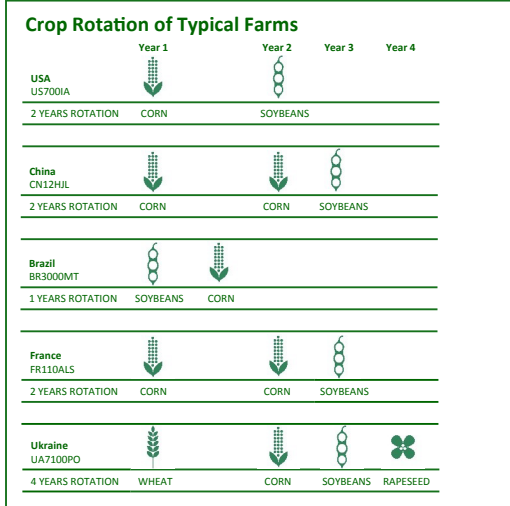 Crop Rotation of Typical Farms
Year 1 Year 2 Year 3 Year 4
USA
US700IA
2 YEARS ROTATION CORN SOYBEANS
China
CN12HJL
2 YEARS ROTATION CORN CORN SOYBEANS
Brazil
BR3000MT
1 YEARS ROTATION SOYBEANS CORN
France
FR110ALS
2 YEARS ROTATION CORN CORN SOYBEANS
Ukraine
UA7100PO
4 YEARS ROTATION WHEAT CORN SOYBEANS RAPESEED